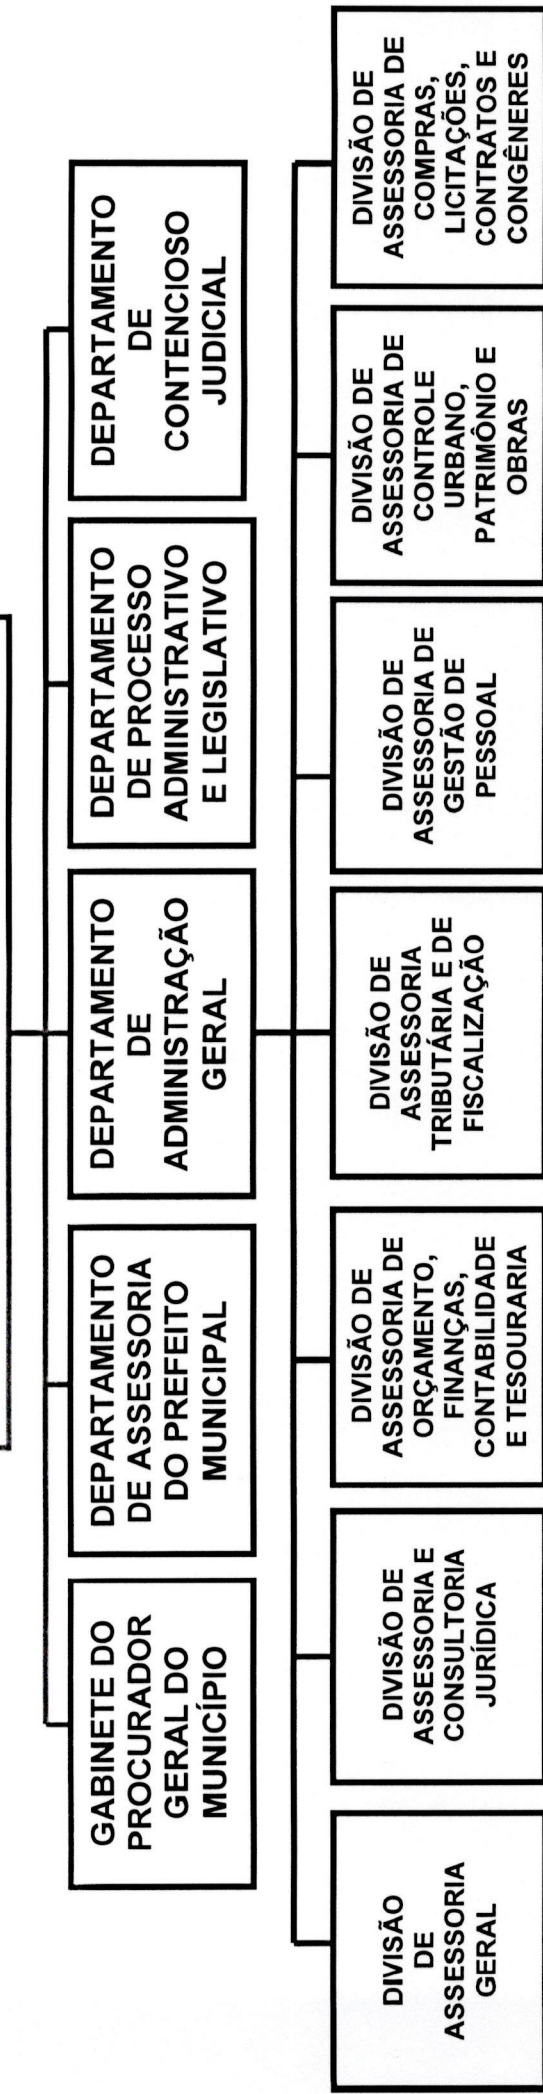 GABINETE DO
PROCURADOR
GERAL DO
MUNICÍPIO
DEPARTAMENTO
DE ASSESSORIA
DO PREFEITO
MUNICIPAL
DEPARTAMENTO
DE
ADMINISTRAÇÃO
GERAL
DEPARTAMENTO
DE PROCESSO
ADMINISTRATIVO
E LEGISLATIVO
DEPARTAMENTO
DE
CONTENCIOSO
JUDICIAL
DIVISÃO
DE
ASSESSORIA
GERAL
DIVISÃO DE
ASSESSORIA E
CONSULTORIA
JURÍDICA
DIVISÃO DE
ASSESSORIA DE
ORÇAMENTO,
FINANÇAS,
CONTABILIDADE
E TESOURARIA
DIVISÃO DE
ASSESSORIA
TRIBUTÁRIA E DE
FISCALIZAÇÃO
DIVISÃO DE
ASSESSORIA DE
GESTÃO DE
PESSOAL
DIVISÃO DE
ASSESSORIA DE
CONTROLE
URBANO,
PATRIMÔNIO E
OBRAS
DIVISÃO DE
ASSESSORIA DE
COMPRAS,
LICITAÇÕES,
CONTRATOS E
CONGÊNERES